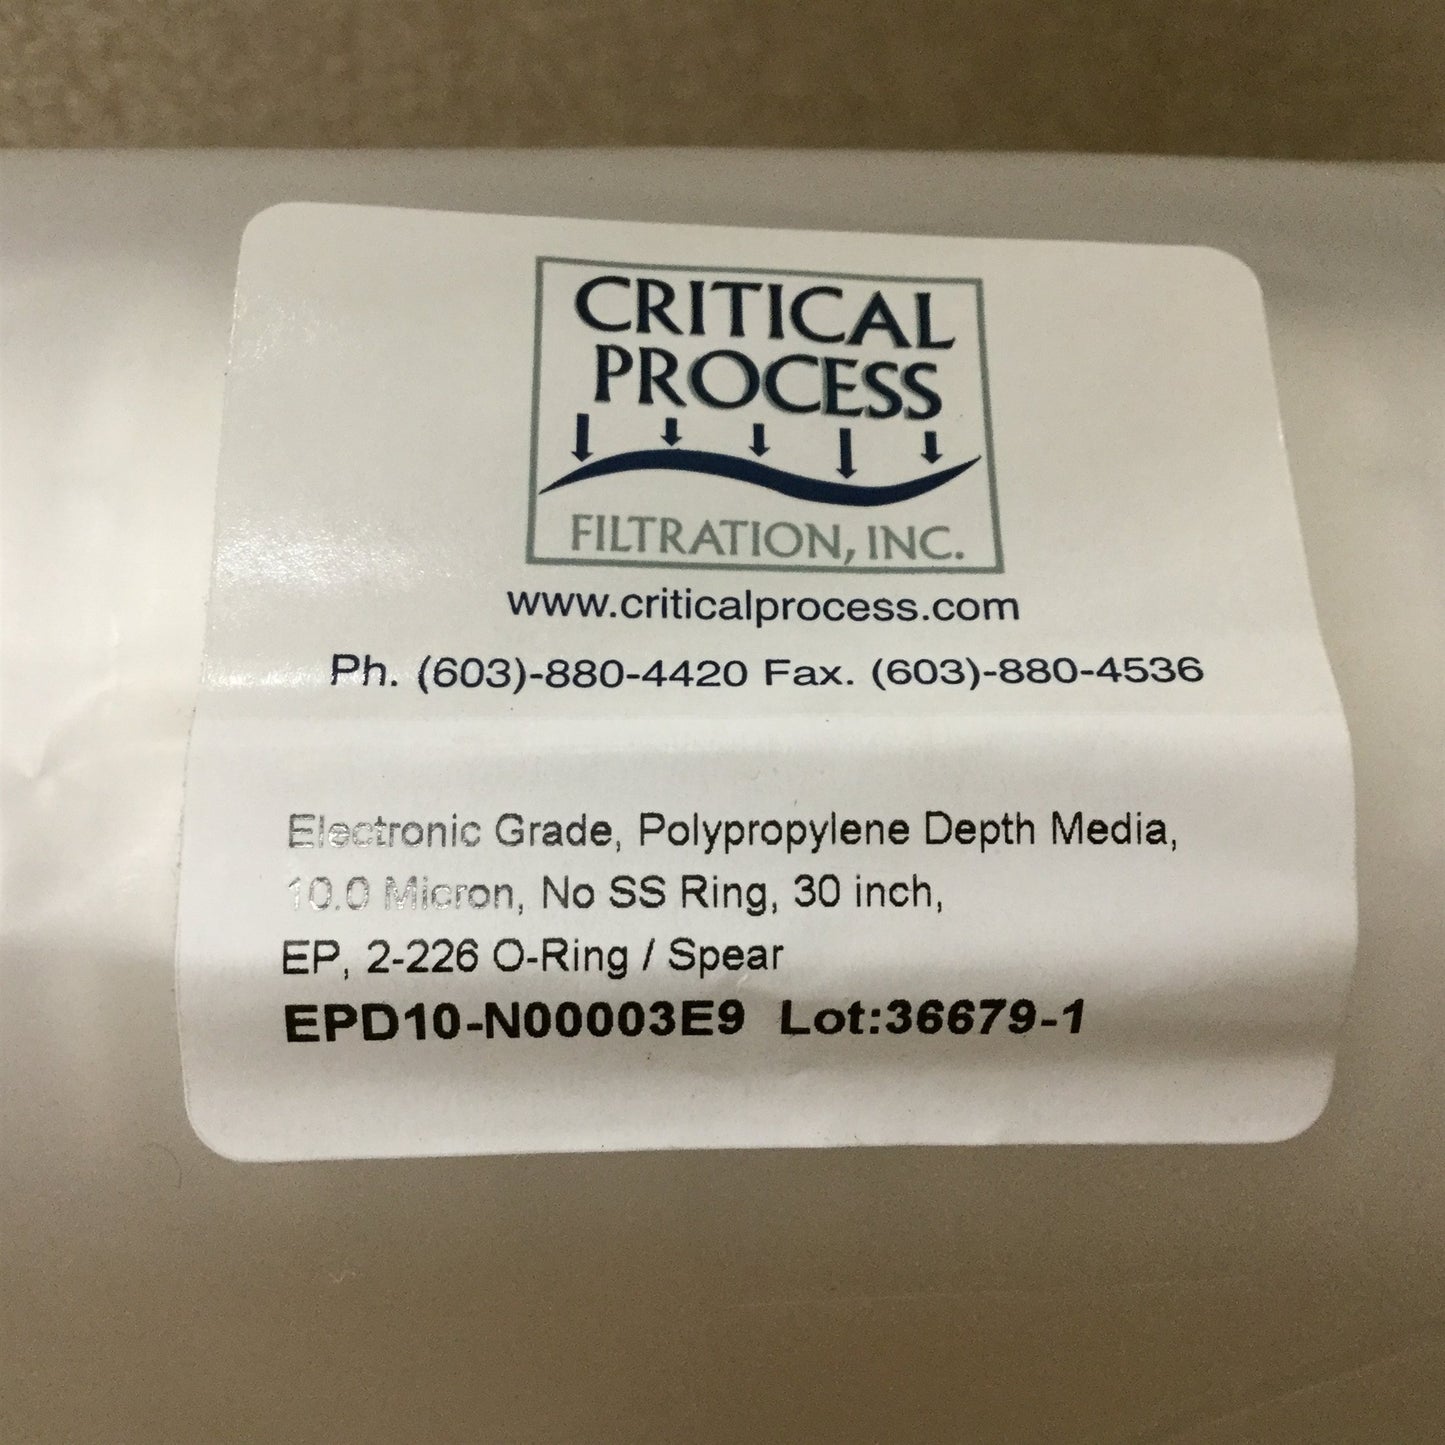 CRITICAL
PROCESS
FILTRATION, INC.
www.criticalprocess.com
Ph. (603)-880-4420 Fax. (603)-880-4536
Electronic Grade, Polypropylene Depth Media,
10.0 Micron, No SS Ring, 30 inch,
EP, 2-226 O-Ring / Spear
EPD10-N00003E9 Lot:36679-1